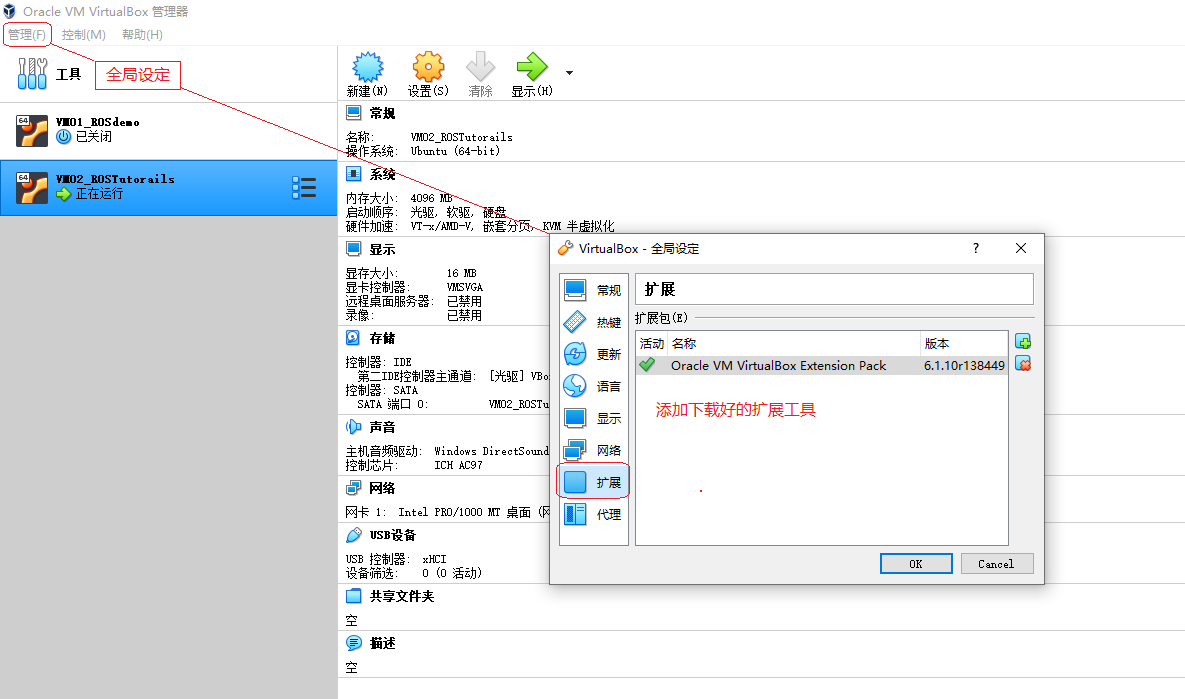 Oracle VM VirtualBox 管理器
管理(F) 控制(M) 帮助(H)
工具
全局设定
新建(N) 设置(S) 清除 显示(H)
64
VM01_ROSdemo
已关闭
64
VM02_ROSTutorails
正在运行
常规
名称: VM02_ROSTutorails
操作系统: Ubuntu (64-bit)
系统
内存大小: 4096 MB
启动顺序: 光驱, 软驱, 硬盘
硬件加速: VT-x/AMD-V, 嵌套分页, KVM 半虚拟化
显示
显存大小: 16 MB
显卡控制器: VMSVGA
远程桌面服务器: 已禁用
录像: 已禁用
存储
控制器: IDE
第二IDE控制器主通道: [光驱] VBo
控制器: SATA
SATA 端口 0: VM02_ROSTu
声音
主机音频驱动: Windows DirectSound
控制芯片: ICH AC97
网络
网卡 1: Intel PRO/1000 MT 桌面 (网
USB设备
USB 控制器: xHCI
设备筛选: 0 (0 活动)
共享文件夹
空
描述
空
VirtualBox - 全局设定
常规
热键
更新
语言
显示
网络
扩展
代理
扩展
扩展包(E)
活动 名称 版本
Oracle VM VirtualBox Extension Pack 6.1.10r138449
添加下载好的扩展工具
OK Cancel